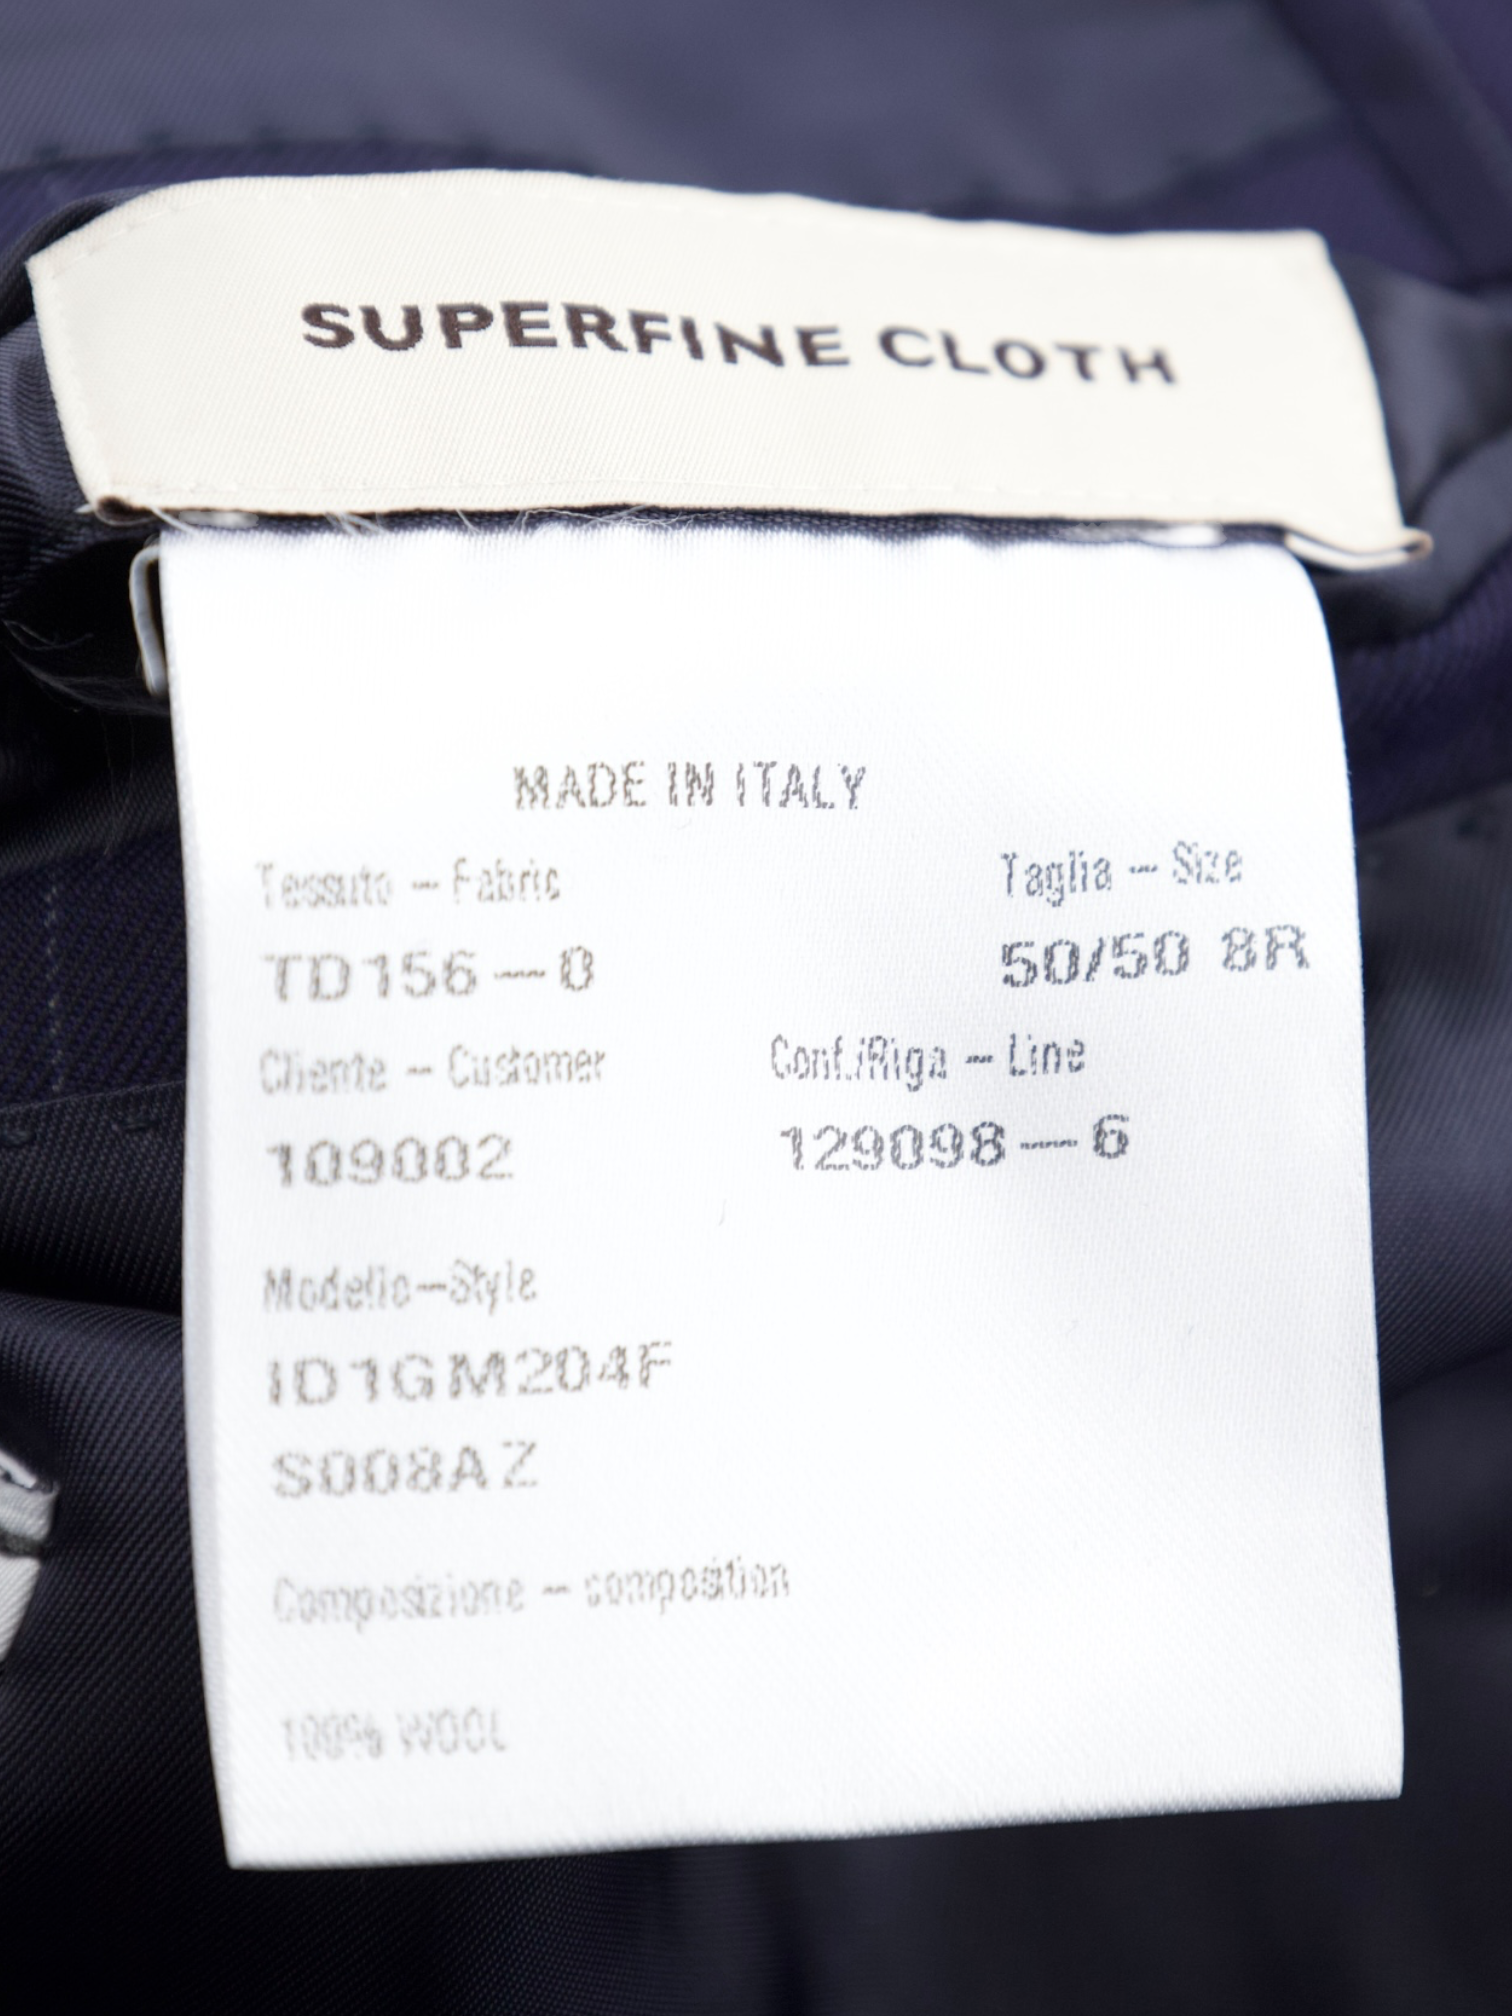 SUPERFINE CLOTH
MADE IN ITALY
Tessuto – Fabric Taglia – Size
TD156–0 50/50 8R
Cliente – Customer Conf./Riga – Line
109002 129098–6
Modello–Style
ID1GM204F
S008AZ
Composizione – composition
100% WOOL